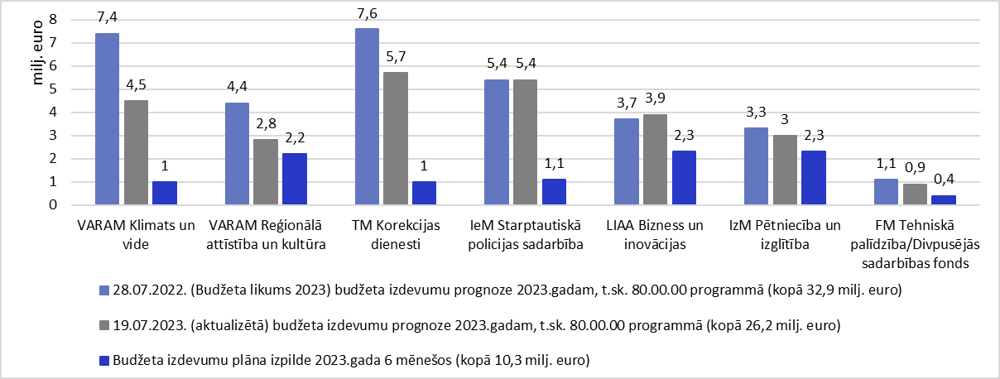 milj. euro
8
7
6
5
4
3
2
1
0
7,4
4,5
1
4,4
2,8
2,2
7,6
5,7
1
5,4
5,4
1,1
3,7
3,9
2,3
3,3
3
2,3
1,1
0,9
0,4
VARAM Klimats un
vide
VARAM Reģionālā
attīstība un kultūra
TM Korekcijas
dienesti
IeM Starptautiskā
policijas sadarbība
LIAA Bizness un
inovācijas
IzM Pētniecība un
izglītība
FM Tehniskā
palīdzība/Divpusējās
sadarbības fonds
28.07.2022. (Budžeta likums 2023) budžeta izdevumu prognoze 2023.gadam, t.sk. 80.00.00 programmā (kopā 32,9 milj. euro)
19.07.2023. (aktualizētā) budžeta izdevumu prognoze 2023.gadam, t.sk. 80.00.00 programmā (kopā 26,2 milj. euro)
Budžeta izdevumu plāna izpilde 2023.gada 6 mēnešos (kopā 10,3 milj. euro)